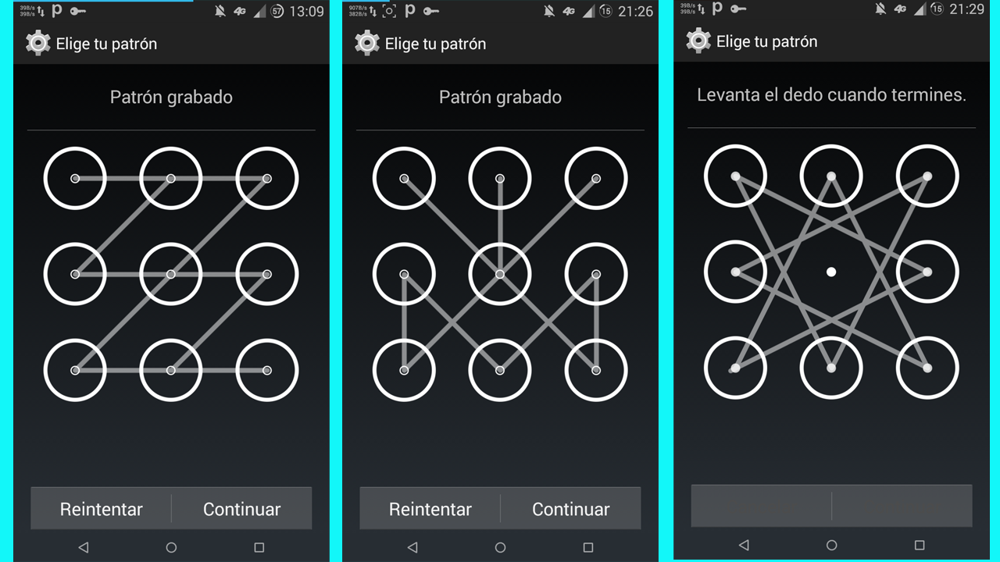 39B/s
39B/s
p
4G
57
13:09
Elige tu patrón
Patrón grabado
Reintentar
Continuar
907B/s
382B/s
p
4G
15
21:26
Elige tu patrón
Patrón grabado
Reintentar
Continuar
39B/s
39B/s
p
4G
15
21:29
Elige tu patrón
Levanta el dedo cuando termines.